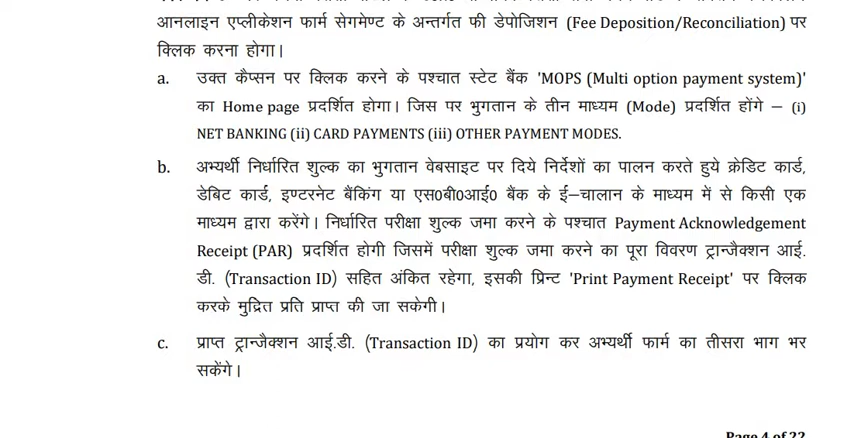 आनलाइन एप्लीकेशन फार्म सेगमेण्ट के अन्तर्गत फी डेपोजिशन (Fee Deposition/Reconciliation) पर
क्लिक करना होगा।
a. उक्त कैप्सन पर क्लिक करने के पश्चात स्टेट बैंक 'MOPS (Multi option payment system)'
का Home page प्रदर्शित होगा। जिस पर भुगतान के तीन माध्यम (Mode) प्रदर्शित होंगे – (i)
NET BANKING (ii) CARD PAYMENTS (iii) OTHER PAYMENT MODES.
b. अभ्यर्थी निर्धारित शुल्क का भुगतान वेबसाइट पर दिये निर्देशों का पालन करते हुये क्रेडिट कार्ड,
डेबिट कार्ड, इण्टरनेट बैंकिंग या एस0बी0आई0 बैंक के ई–चालान के माध्यम में से किसी एक
माध्यम द्वारा करेंगे। निर्धारित परीक्षा शुल्क जमा करने के पश्चात Payment Acknowledgement
Receipt (PAR) प्रदर्शित होगी जिसमें परीक्षा शुल्क जमा करने का पूरा विवरण ट्रान्जैक्शन आई.
डी. (Transaction ID) सहित अंकित रहेगा, इसकी प्रिन्ट 'Print Payment Receipt' पर क्लिक
करके मुद्रित प्रति प्राप्त की जा सकेगी।
c. प्राप्त ट्रान्जैक्शन आई.डी. (Transaction ID) का प्रयोग कर अभ्यर्थी फार्म का तीसरा भाग भर
सकेंगे।
Page 4 of 22